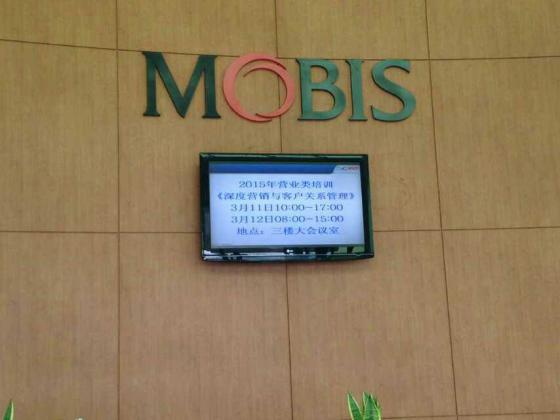 MOBIS
2015年营业类培训
《深度营销与客户关系管理》
3月11日10:00-17:00
3月12日08:00-15:00
地点：三楼大会议室